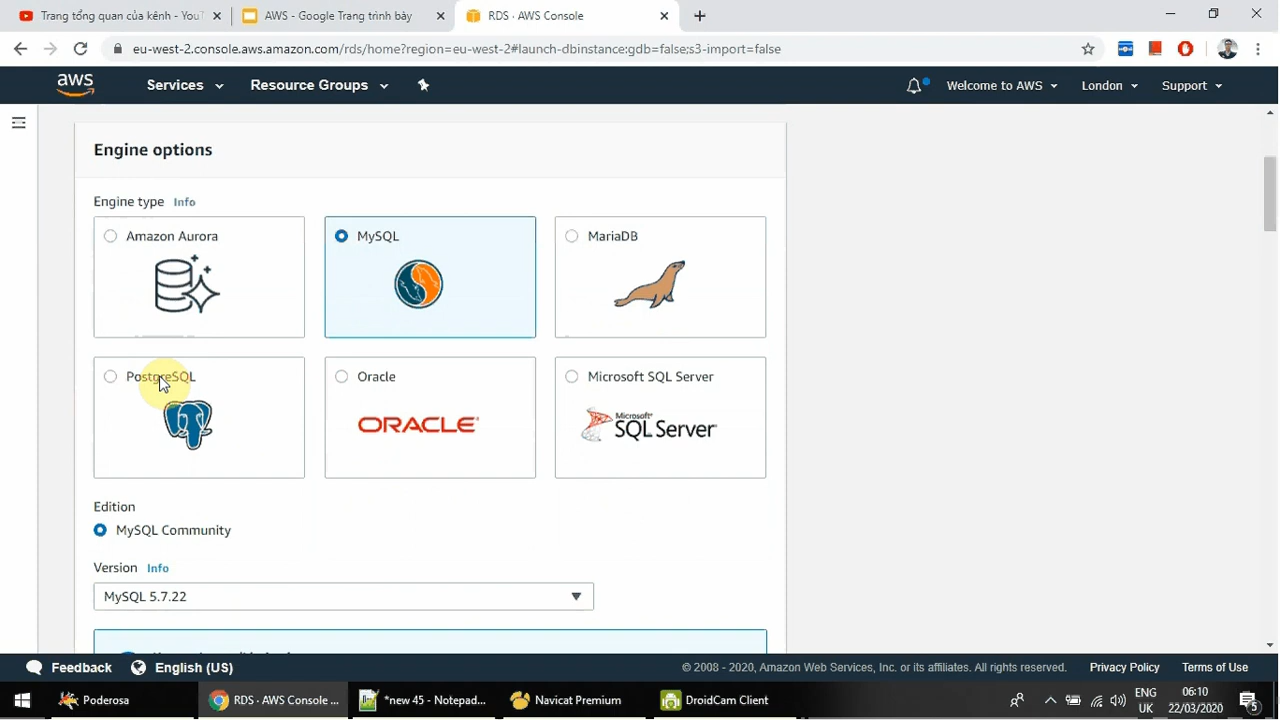 Trang tổng quan của kênh - YouT
AWS - Google Trang trình bày
RDS · AWS Console
eu-west-2.console.aws.amazon.com/rds/home?region=eu-west-2#launch-dbinstance:gdb=false;s3-import=false
aws
Services
Resource Groups
Welcome to AWS
London
Support
Engine options
Engine type Info
Amazon Aurora
MySQL
MariaDB
PostgreSQL
Oracle
ORACLE
Microsoft SQL Server
Microsoft®
SQL Server
Edition
MySQL Community
Version Info
MySQL 5.7.22
Feedback
English (US)
© 2008 - 2020, Amazon Web Services, Inc. or its affiliates. All rights reserved.
Privacy Policy
Terms of Use
Poderosa
RDS · AWS Console ...
*new 45 - Notepad...
Navicat Premium
DroidCam Client
ENG
UK
06:10
22/03/2020
5